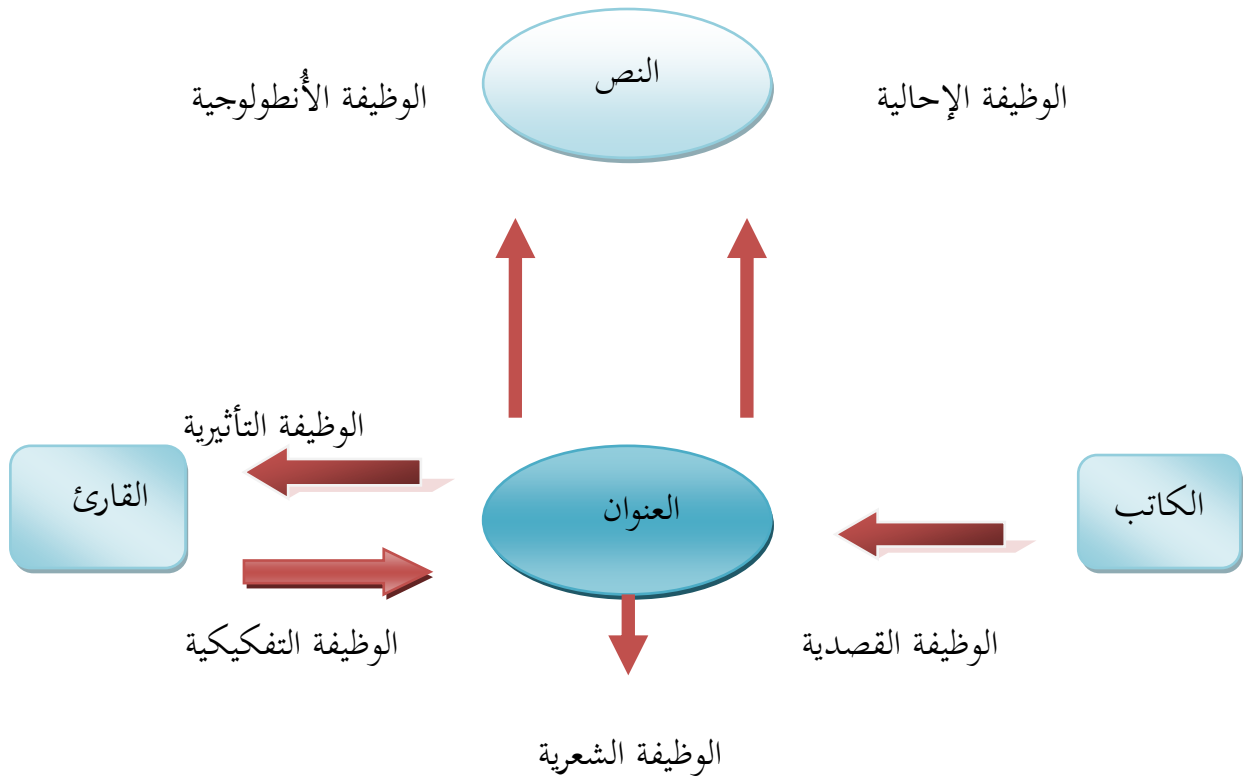 النص
الوظيفة الإحالية
الوظيفة الأُنطولوجية
الوظيفة التأثيرية
الكاتب
العنوان
القارئ
الوظيفة القصدية
الوظيفة التفكيكية
الوظيفة الشعرية